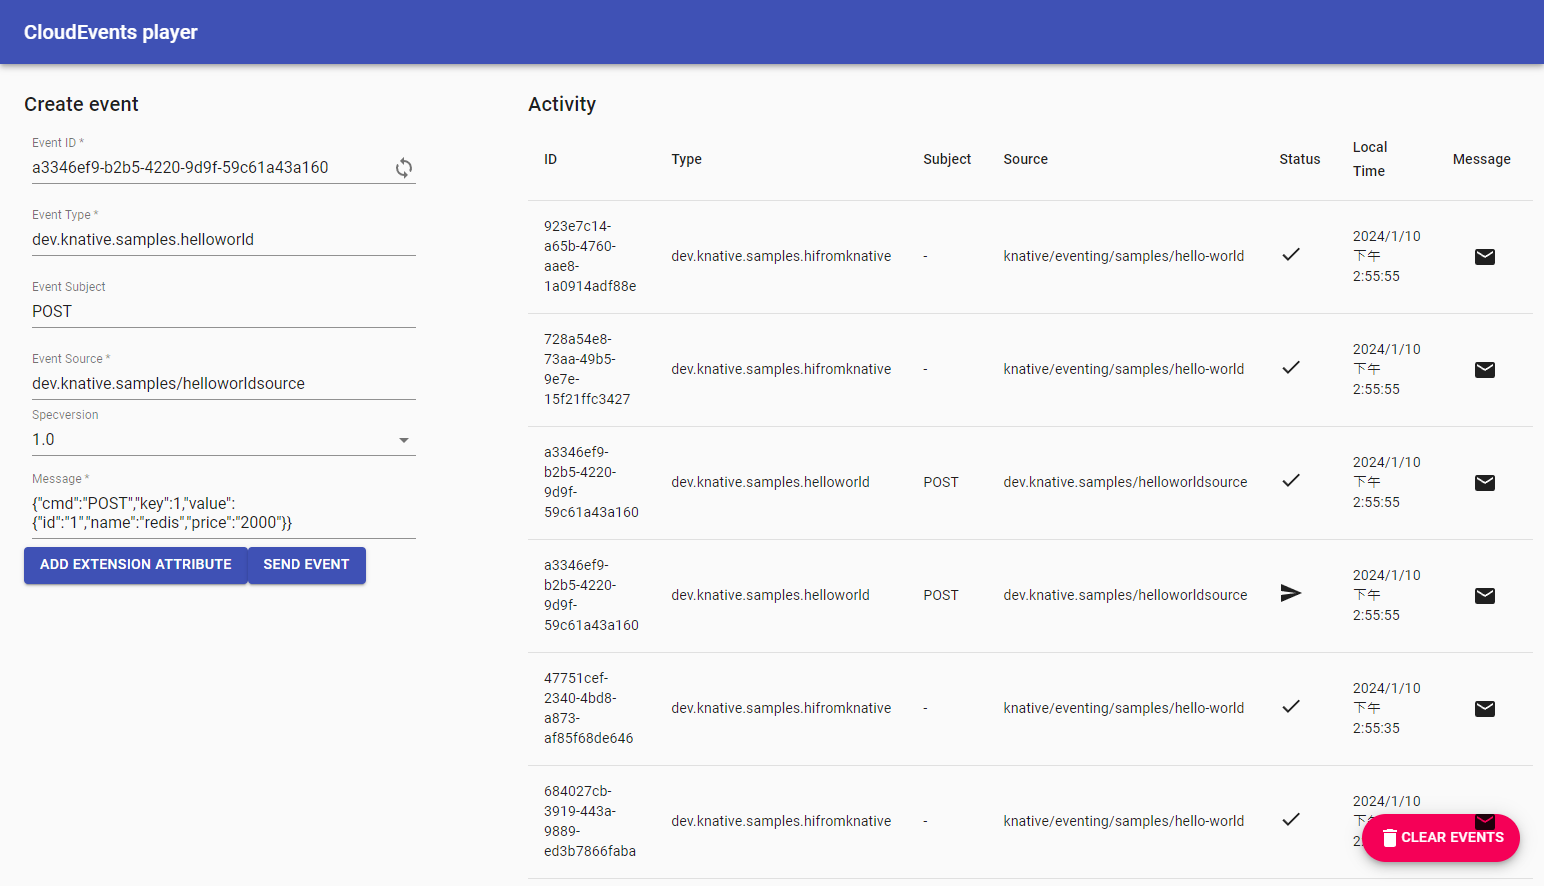 CloudEvents player
Create event
Event ID *
a3346ef9-b2b5-4220-9d9f-59c61a43a160
Event Type *
dev.knative.samples.helloworld
Event Subject
POST
Event Source *
dev.knative.samples/helloworldsource
Specversion
1.0
Message *
{"cmd":"POST","key":1,"value":
{"id":"1","name":"redis","price":"2000"}}
ADD EXTENSION ATTRIBUTE
SEND EVENT
Activity
ID
Type
Subject
Source
Status
Local
Time
Message
923e7c14-
a65b-4760-
aae8-
1a0914adf88e
dev.knative.samples.hifromknative
-
knative/eventing/samples/hello-world
2024/1/10
下午
2:55:55
728a54e8-
73aa-49b5-
9e7e-
15f21ffc3427
dev.knative.samples.hifromknative
-
knative/eventing/samples/hello-world
2024/1/10
下午
2:55:55
a3346ef9-
b2b5-4220-
9d9f-
59c61a43a160
dev.knative.samples.helloworld
POST
dev.knative.samples/helloworldsource
2024/1/10
下午
2:55:55
a3346ef9-
b2b5-4220-
9d9f-
59c61a43a160
dev.knative.samples.helloworld
POST
dev.knative.samples/helloworldsource
2024/1/10
下午
2:55:55
47751cef-
2340-4bd8-
a873-
af85f68de646
dev.knative.samples.hifromknative
-
knative/eventing/samples/hello-world
2024/1/10
下午
2:55:35
684027cb-
3919-443a-
9889-
ed3b7866faba
dev.knative.samples.hifromknative
-
knative/eventing/samples/hello-world
2024/1/10
CLEAR EVENTS